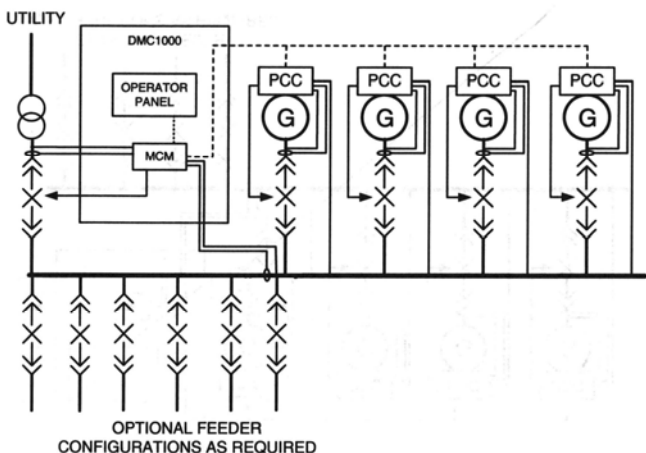 UTILITY
DMC1000
OPERATOR
PANEL
MCM
PCC
PCC
PCC
PCC
G
G
G
G
OPTIONAL FEEDER
CONFIGURATIONS AS REQUIRED